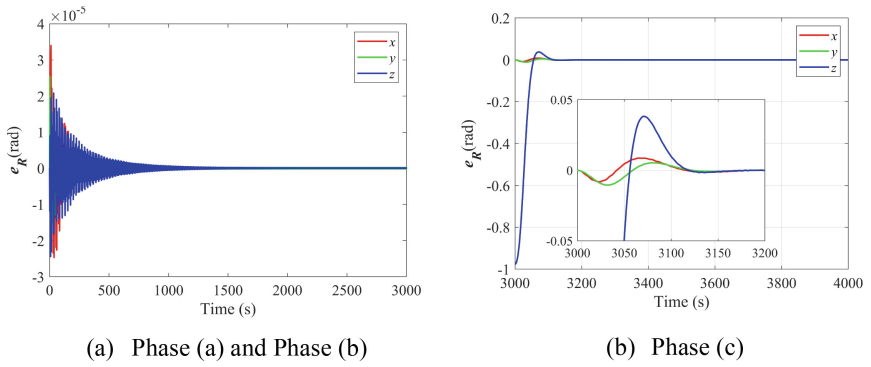 ×10⁻⁵
4
3
2
1
0
-1
-2
-3
e_R(rad)
x
y
z
0 500 1000 1500 2000 2500 3000
Time (s)
(a) Phase (a) and Phase (b)
0.2
0
-0.2
-0.4
-0.6
-0.8
-1
e_R(rad)
x
y
z
0.05
0
-0.05
3000 3050 3100 3150 3200
3000 3200 3400 3600 3800 4000
Time (s)
(b) Phase (c)